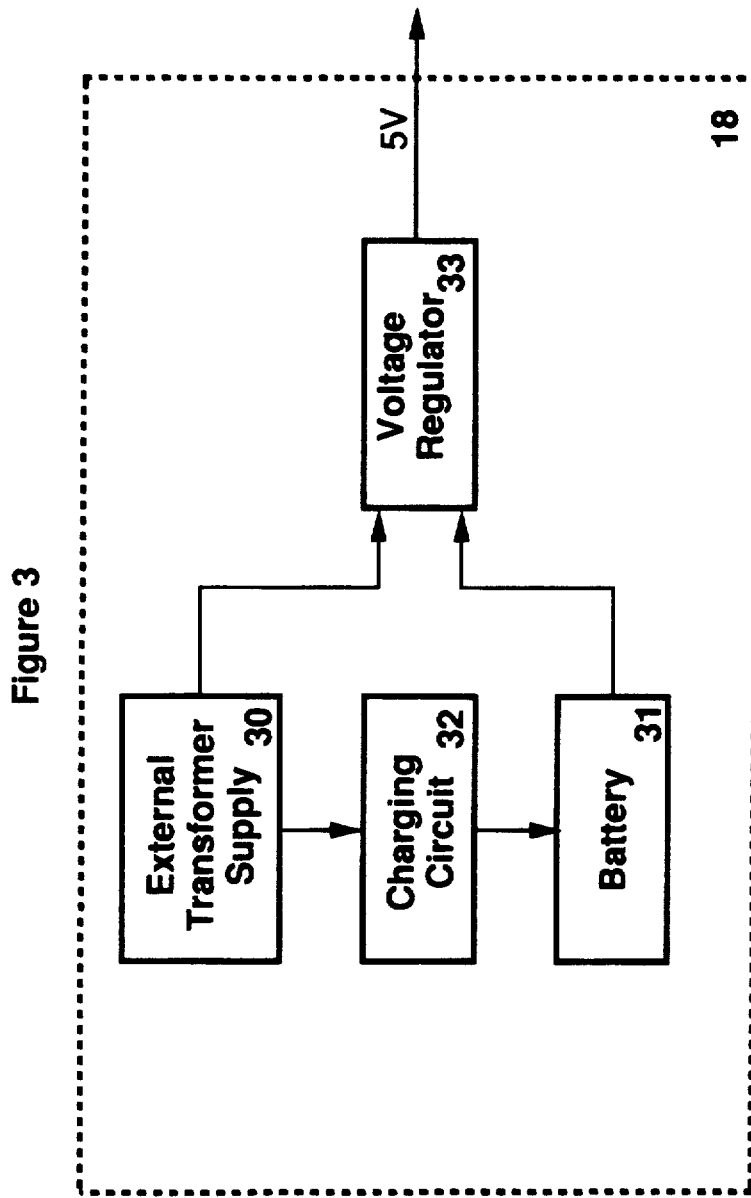 Figure 3
External
Transformer
Supply 30
Charging
Circuit 32
Battery
31
Voltage
Regulator
33
5V
18